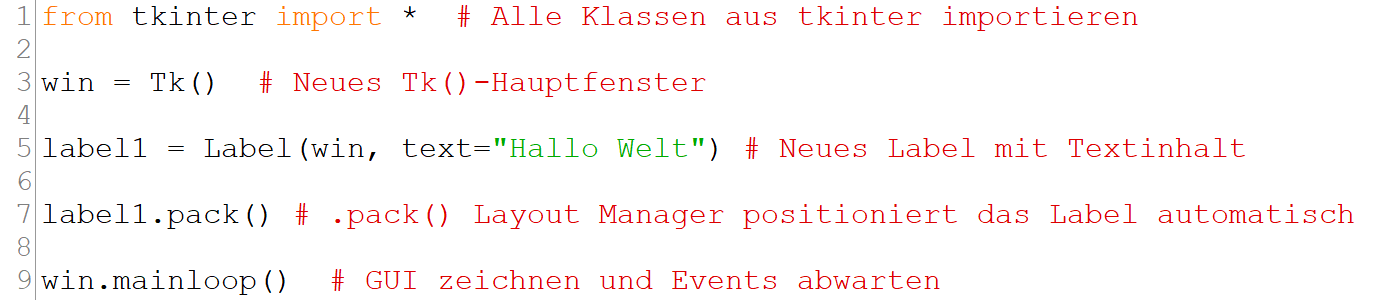 1 from tkinter import *  # Alle Klassen aus tkinter importieren
2
3 win = Tk()  # Neues Tk()-Hauptfenster
4
5 label1 = Label(win, text="Hallo Welt") # Neues Label mit Textinhalt
6
7 label1.pack() # .pack() Layout Manager positioniert das Label automatisch
8
9 win.mainloop()  # GUI zeichnen und Events abwarten